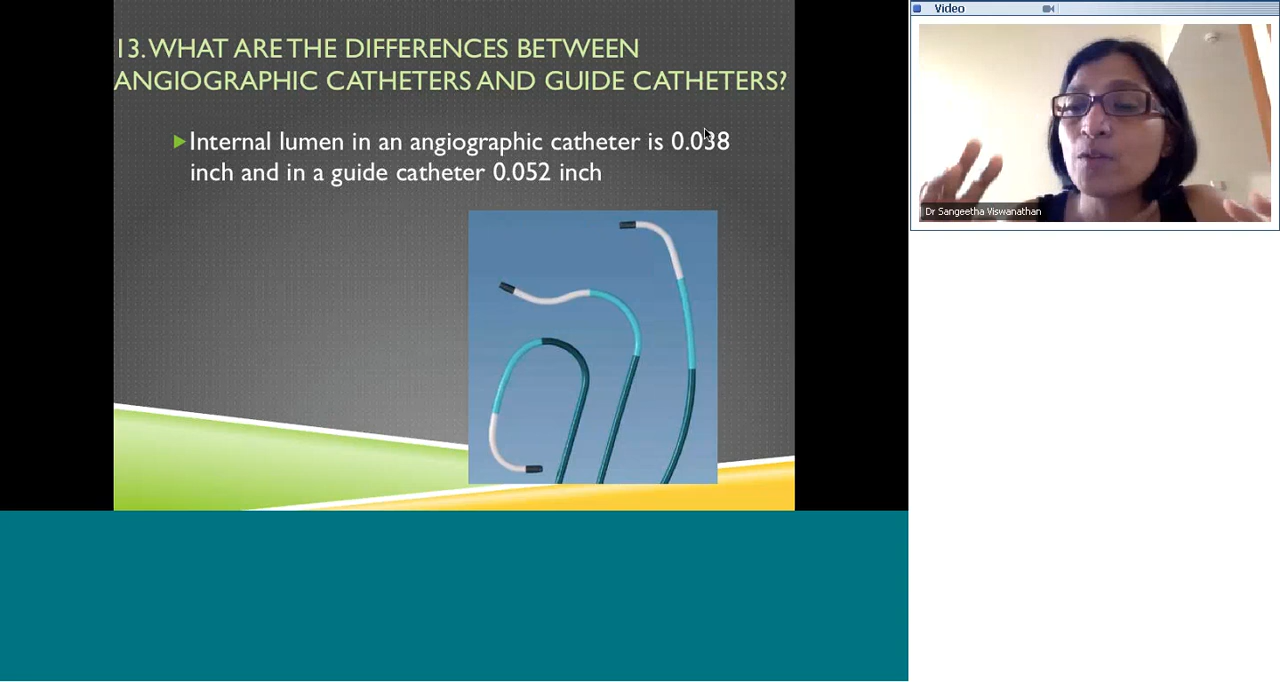 13. WHAT ARE THE DIFFERENCES BETWEEN
ANGIOGRAPHIC CATHETERS AND GUIDE CATHETERS?
Internal lumen in an angiographic catheter is 0.038
inch and in a guide catheter 0.052 inch
Video
Dr Sangeetha Viswanathan